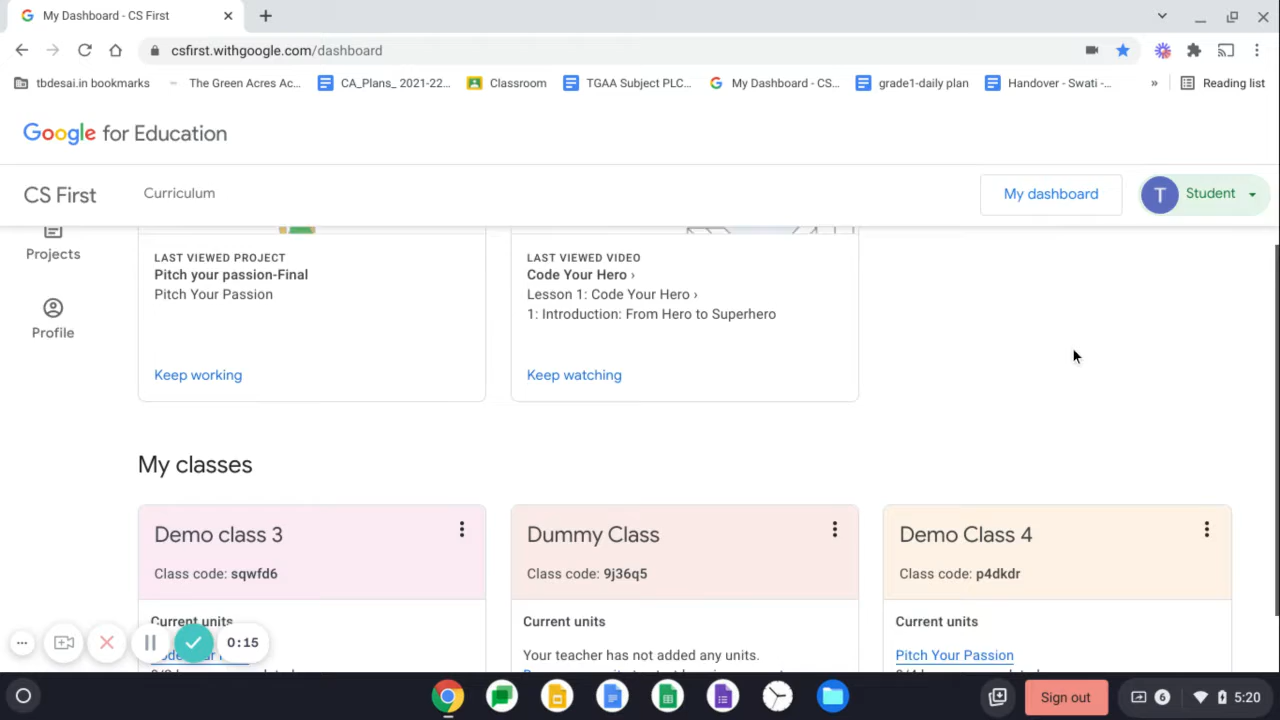 My Dashboard - CS First
csfirst.withgoogle.com/dashboard
tbdesai.in bookmarks
The Green Acres Ac...
CA_Plans_ 2021-22...
Classroom
TGAA Subject PLC...
My Dashboard - CS...
grade1-daily plan
Handover - Swati -...
»
Reading list
Google for Education
CS First
Curriculum
My dashboard
T
Student
Projects
Profile
LAST VIEWED PROJECT
Pitch your passion-Final
Pitch Your Passion
Keep working
LAST VIEWED VIDEO
Code Your Hero ›
Lesson 1: Code Your Hero ›
1: Introduction: From Hero to Superhero
Keep watching
My classes
Demo class 3
Class code: sqwfd6
Current units
Dummy Class
Class code: 9j36q5
Current units
Your teacher has not added any units.
Demo Class 4
Class code: p4dkdr
Current units
Pitch Your Passion
0:15
Sign out
6
5:20